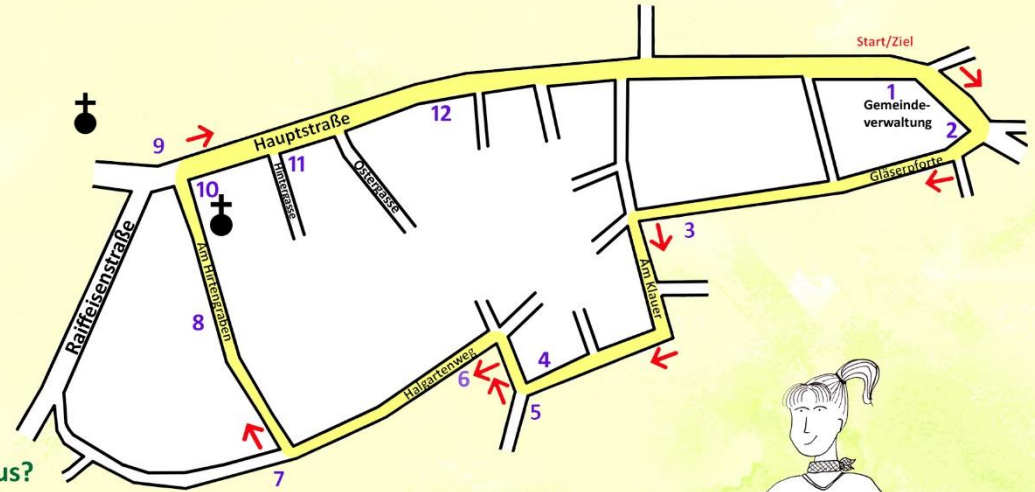 Start/Ziel
1
Gemeinde-
verwaltung
2
12
Hauptstraße
9
11
10
Hintergasse
Ostergasse
Gläserpforte
3
Am Klauer
Raiffeisenstraße
Am Hirtengraben
8
4
Halgartenweg
6
5
7
us?